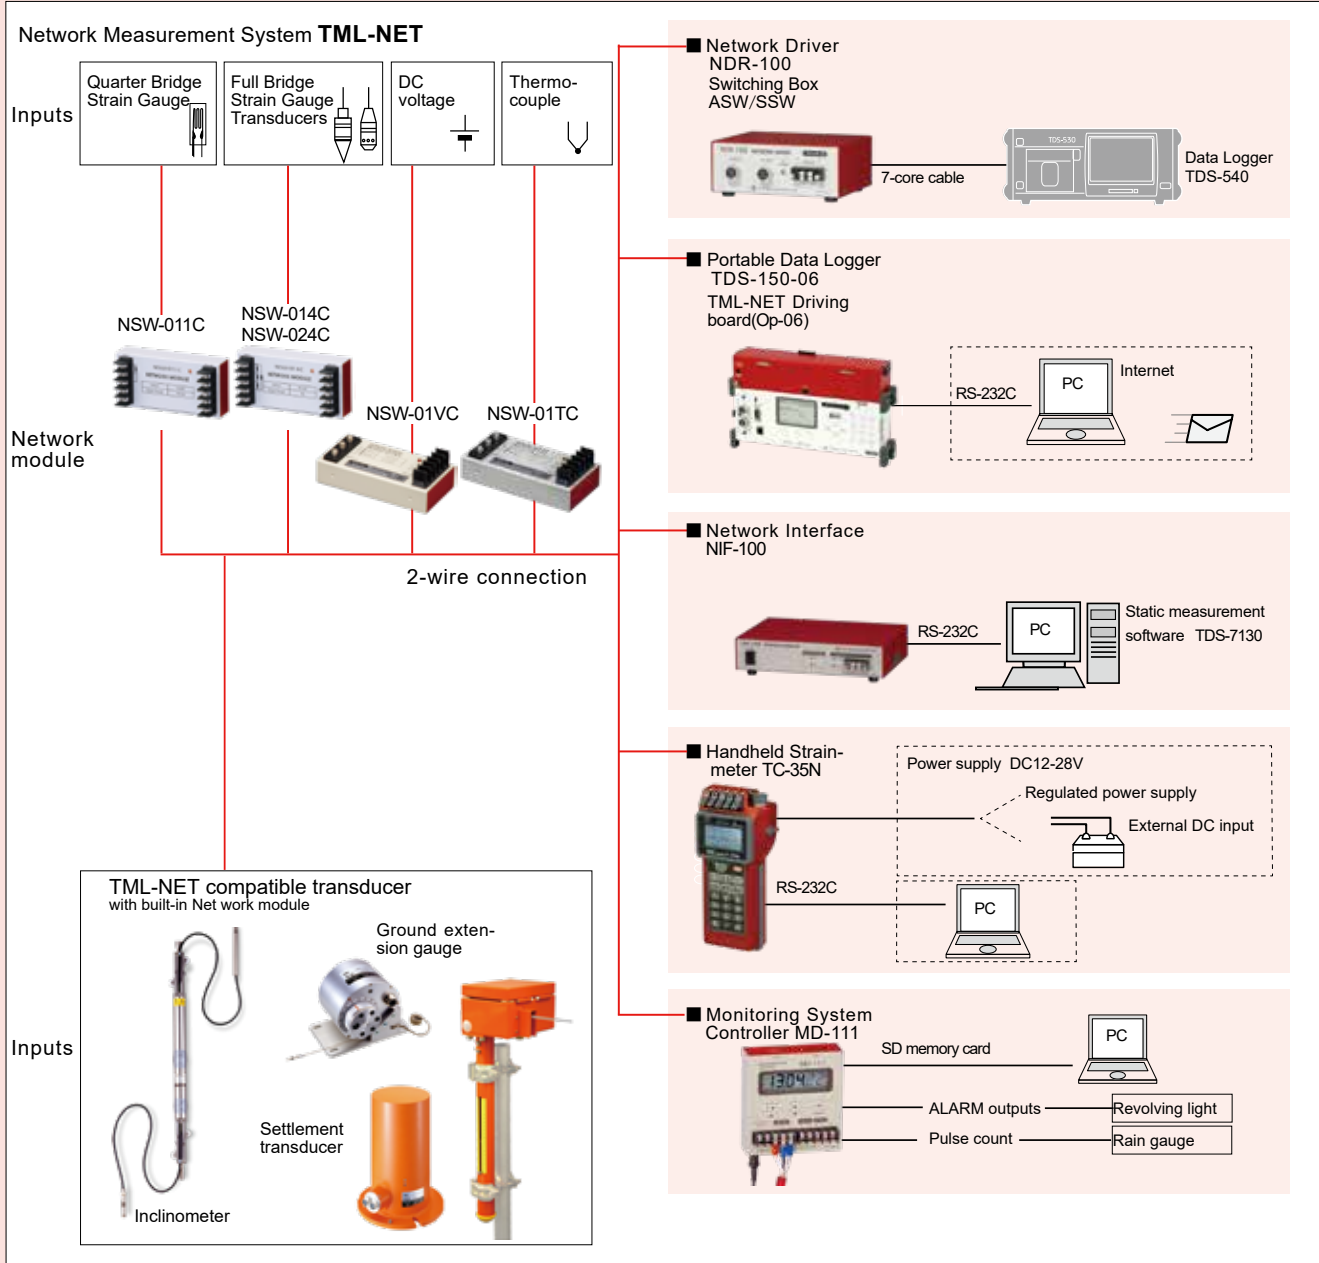 Network Measurement System TML-NET
Inputs
Quarter Bridge
Strain Gauge
Full Bridge
Strain Gauge
Transducers
DC
voltage
Thermo-
couple
NSW-011C
NSW-014C
NSW-024C
NSW-01VC
NSW-01TC
Network
module
2-wire connection
Inputs
TML-NET compatible transducer
with built-in Net work module
Ground exten-
sion gauge
Settlement
transducer
Inclinometer
■ Network Driver
NDR-100
Switching Box
ASW/SSW
7-core cable
TDS-530
Data Logger
TDS-540
■ Portable Data Logger
TDS-150-06
TML-NET Driving
board(Op-06)
RS-232C
PC
Internet
■ Network Interface
NIF-100
RS-232C
PC
Static measurement
software TDS-7130
■ Handheld Strain-
meter TC-35N
Power supply DC12-28V
Regulated power supply
External DC input
RS-232C
PC
■ Monitoring System
Controller MD-111
SD memory card
PC
ALARM outputs
Revolving light
Pulse count
Rain gauge